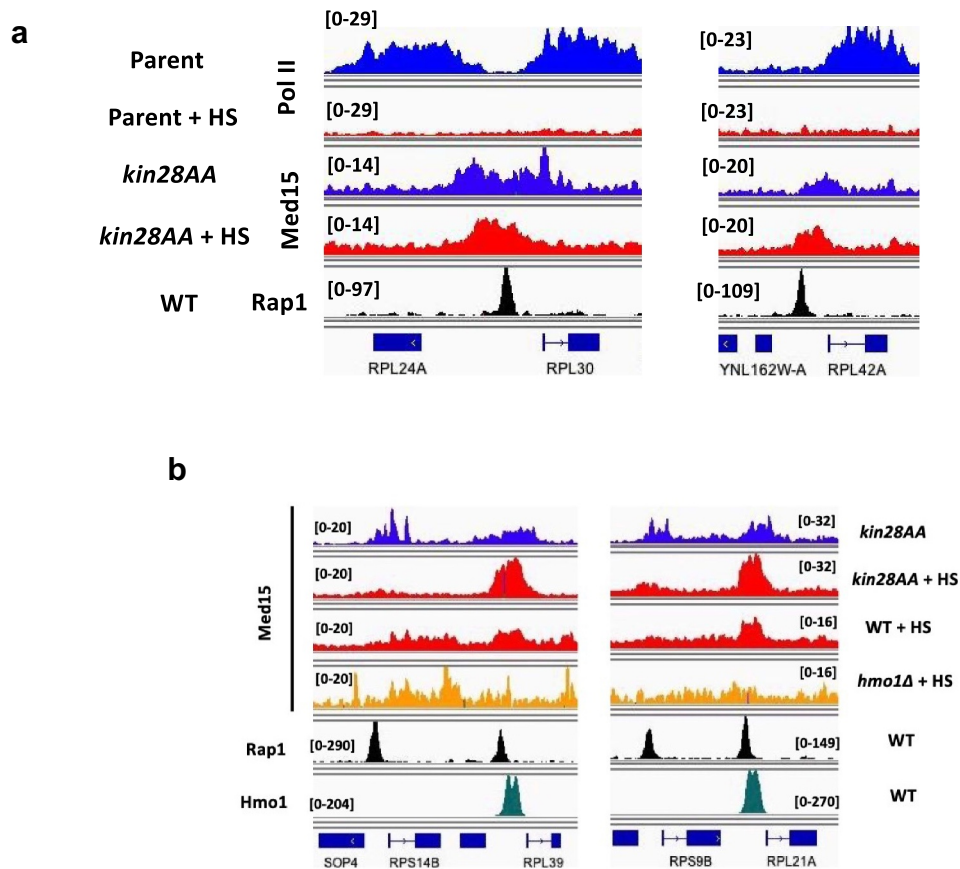 a
Parent
Pol II
[0-29]
[0-23]
Parent + HS
[0-29]
[0-23]
kin28AA
Med15
[0-14]
[0-20]
kin28AA + HS
[0-14]
[0-20]
WT
Rap1
[0-97]
[0-109]
RPL24A
RPL30
YNL162W-A
RPL42A
b
Med15
[0-20]
[0-32]
kin28AA
[0-20]
[0-32]
kin28AA + HS
[0-20]
[0-16]
WT + HS
[0-20]
[0-16]
hmo1Δ + HS
Rap1
[0-290]
[0-149]
WT
Hmo1
[0-204]
[0-270]
WT
SOP4
RPS14B
RPL39
RPS9B
RPL21A